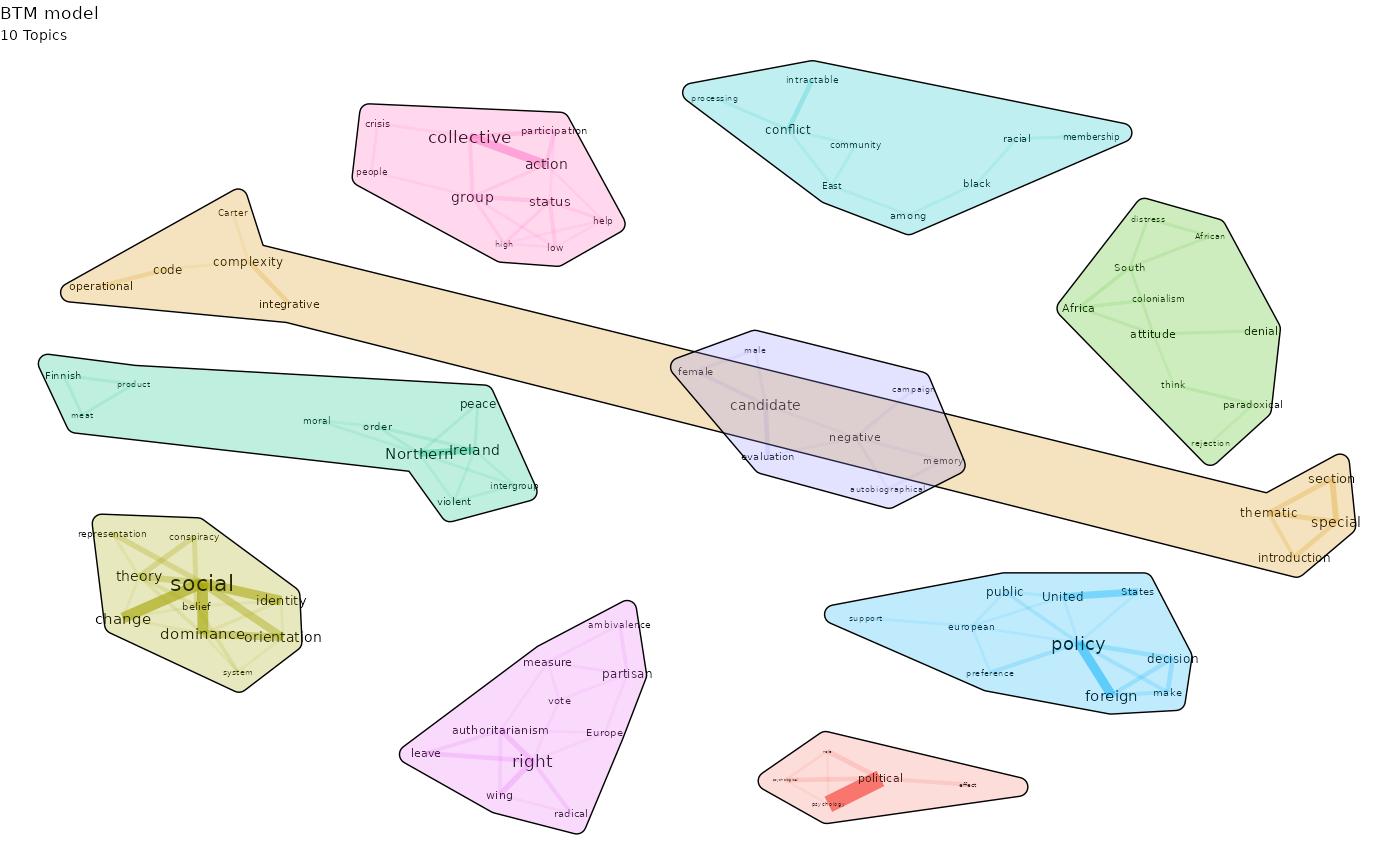 BTM model
10 Topics
crisis
collective
participation
action
people
group
status
help
high
low
intractable
processing
conflict
community
racial
membership
East
black
among
Carter
code
complexity
operational
integrative
section
thematic
special
introduction
distress
African
South
Africa
colonialism
attitude
denial
think
paradoxical
rejection
male
female
campaign
candidate
negative
evaluation
memory
autobiographical
Finnish
product
meat
moral
order
peace
Northern
Ireland
intergroup
violent
representation
conspiracy
theory
social
belief
identity
change
dominance
orientation
system
ambivalence
measure
partisan
vote
authoritarianism
Europe
leave
right
wing
radical
public
United
States
support
european
policy
decision
preference
foreign
make
role
psychological
political
effect
psychology